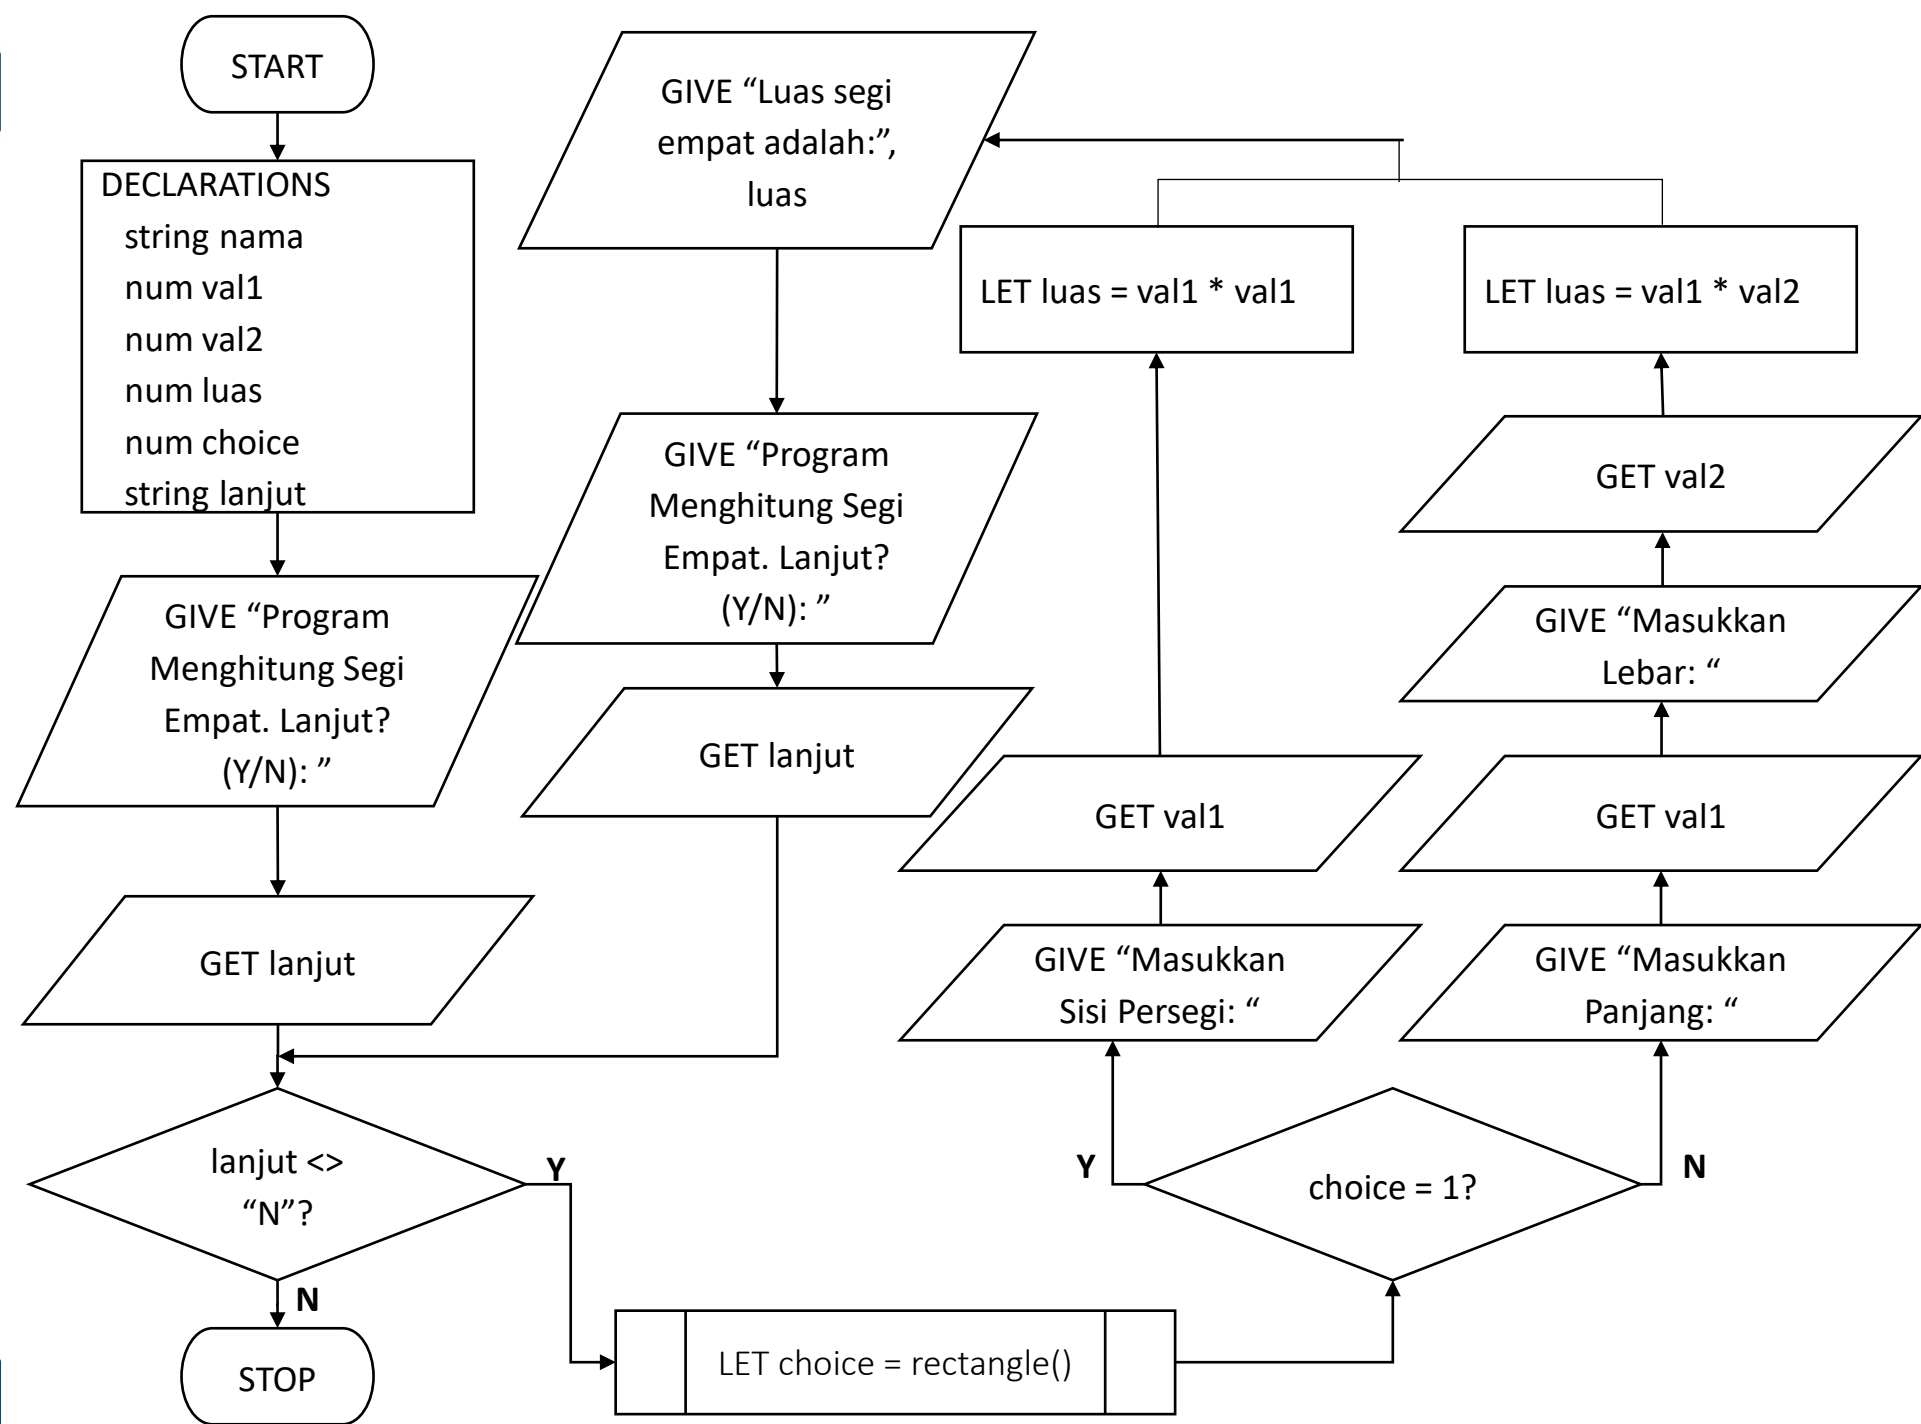 START
DECLARATIONS
string nama
num val1
num val2
num luas
num choice
string lanjut
GIVE “Program
Menghitung Segi
Empat. Lanjut?
(Y/N): ”
GET lanjut
lanjut <>
“N”?
Y
N
STOP
LET choice = rectangle()
choice = 1?
Y
N
GIVE “Masukkan
Sisi Persegi: “
GET val1
LET luas = val1 * val1
GIVE “Masukkan
Panjang: “
GET val1
GIVE “Masukkan
Lebar: “
GET val2
LET luas = val1 * val2
GIVE “Luas segi
empat adalah:”,
luas
GIVE “Program
Menghitung Segi
Empat. Lanjut?
(Y/N): ”
GET lanjut